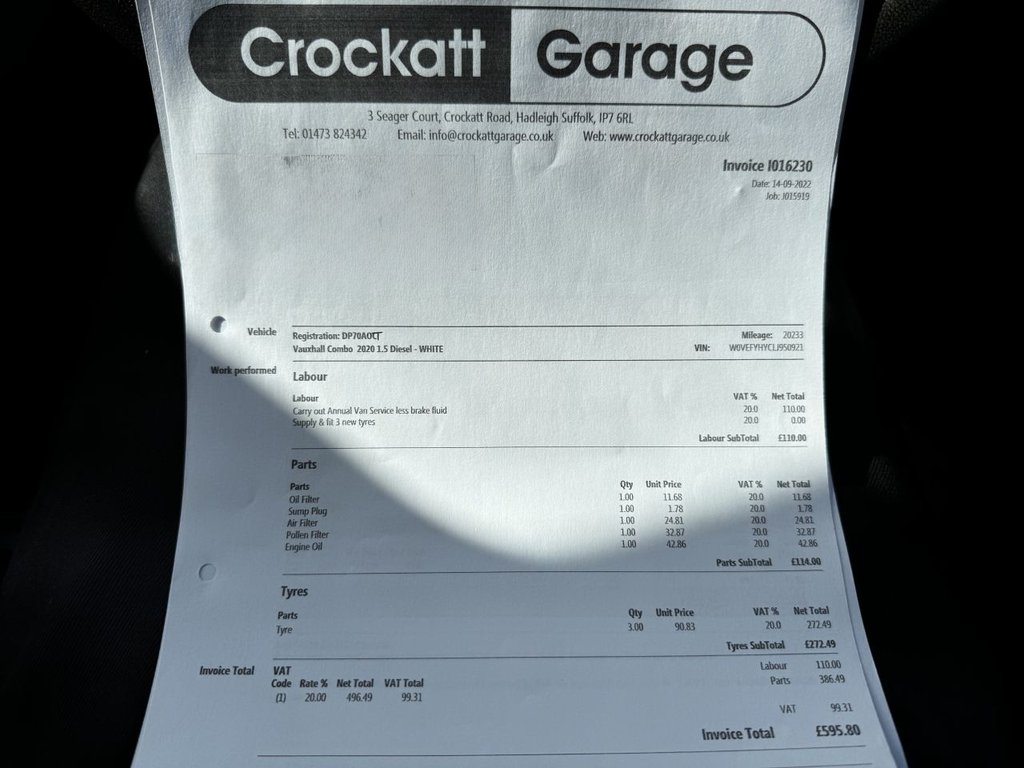 Crockatt Garage
3 Seager Court, Crockatt Road, Hadleigh Suffolk, IP7 6RL
Tel: 01473 824342 Email: info@crockattgarage.co.uk Web: www.crockattgarage.co.uk
Invoice I016230
Date: 14-09-2022
Job: J015919
Vehicle Registration: DP70AOCT Mileage: 20233
Vauxhall Combo 2020 1.5 Diesel - WHITE VIN: W0VEFYHYCLJ950921
Work performed Labour
Labour VAT % Net Total
Carry out Annual Van Service less brake fluid 20.0 110.00
Supply & fit 3 new tyres 20.0 0.00
Labour SubTotal £110.00
Parts
Parts Qty Unit Price VAT % Net Total
Oil Filter 1.00 11.68 20.0 11.68
Sump Plug 1.00 1.78 20.0 1.78
Air Filter 1.00 24.81 20.0 24.81
Pollen Filter 1.00 32.87 20.0 32.87
Engine Oil 1.00 42.86 20.0 42.86
Parts SubTotal £114.00
Tyres
Parts Qty Unit Price VAT % Net Total
Tyre 3.00 90.83 20.0 272.49
Tyres SubTotal £272.49
Invoice Total VAT Labour 110.00
Code Rate % Net Total VAT Total Parts 386.49
(1) 20.00 496.49 99.31
VAT 99.31
Invoice Total £595.80